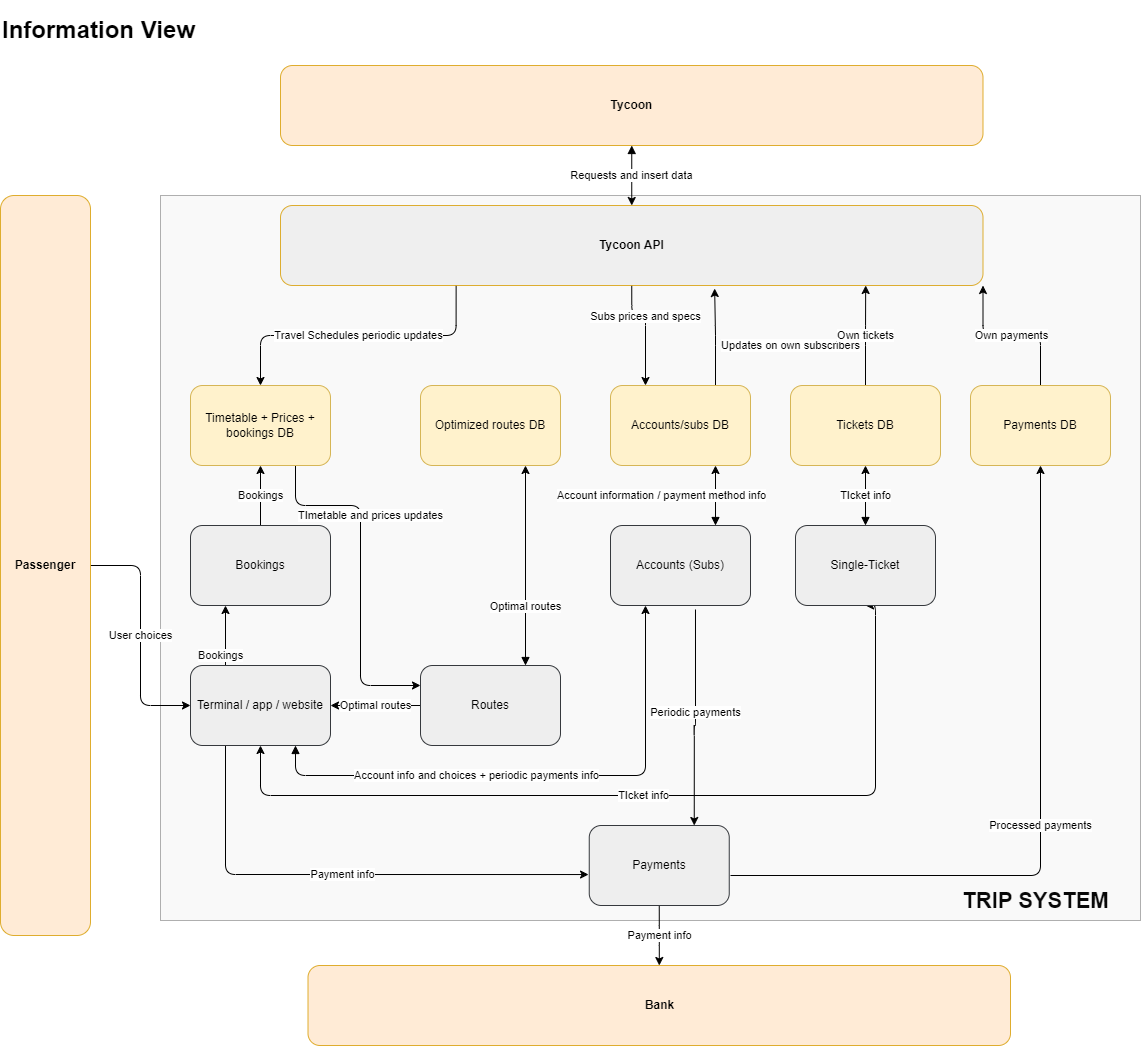 Information View
Tycoon
Requests and insert data
Tycoon API
Subs prices and specs
Travel Schedules periodic updates
Own tickets
Own payments
Updates on own subscribers
Timetable + Prices +
bookings DB
Optimized routes DB
Accounts/subs DB
Tickets DB
Payments DB
Bookings
Account information / payment method info
TIcket info
TImetable and prices updates
Passenger
Bookings
Accounts (Subs)
Single-Ticket
Optimal routes
User choices
Bookings
Terminal / app / website
Optimal routes
Routes
Periodic payments
Account info and choices + periodic payments info
TIcket info
Processed payments
Payment info
Payments
TRIP SYSTEM
Payment info
Bank